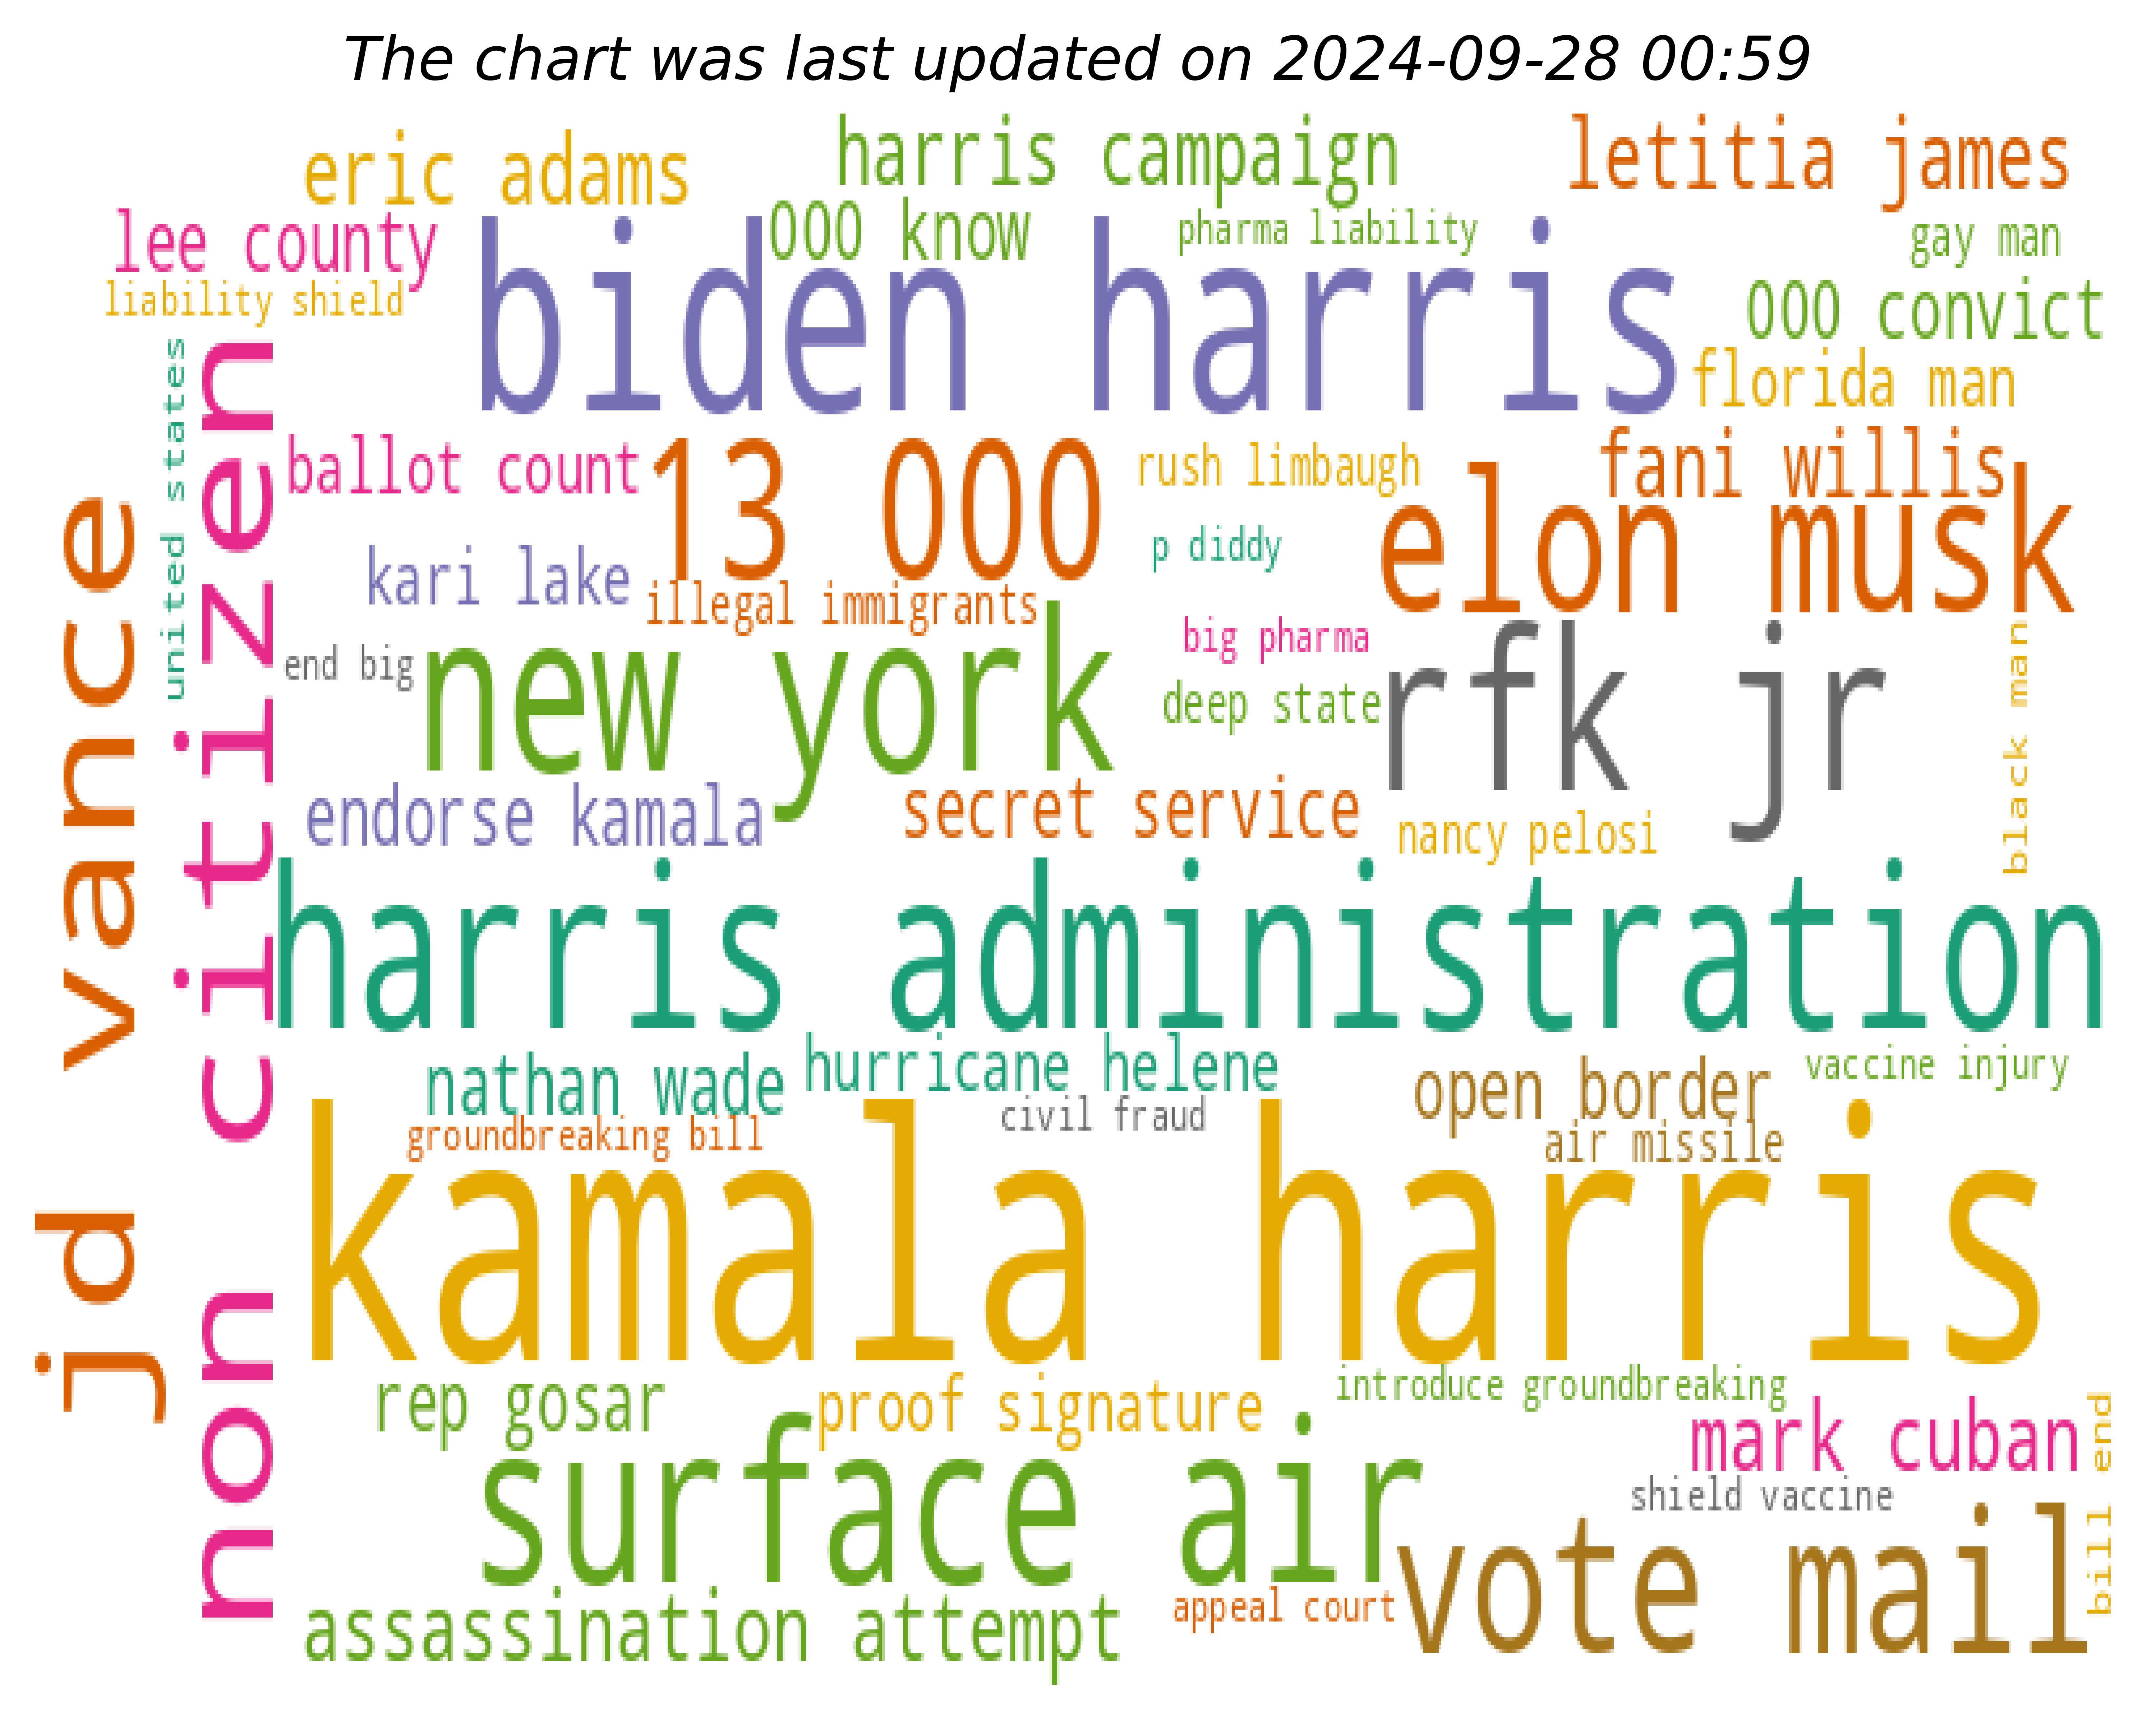 The chart was last updated on 2024-09-28 00:59
eric adams
harris campaign
letitia james
lee county
000 know
pharma liability
gay man
liability shield
biden harris
000 convict
florida man
united states
non citizen
jd vance
ballot count
13 000
rush limbaugh
fani willis
elon musk
kari lake
p diddy
illegal immigrants
end big
new york
big pharma
deep state
rfk jr
black man
endorse kamala
secret service
nancy pelosi
harris administration
nathan wade
hurricane helene
open border
vaccine injury
groundbreaking bill
civil fraud
air missile
kamala harris
rep gosar
proof signature
introduce groundbreaking
mark cuban
bill end
surface air
shield vaccine
vote mail
assassination attempt
appeal court